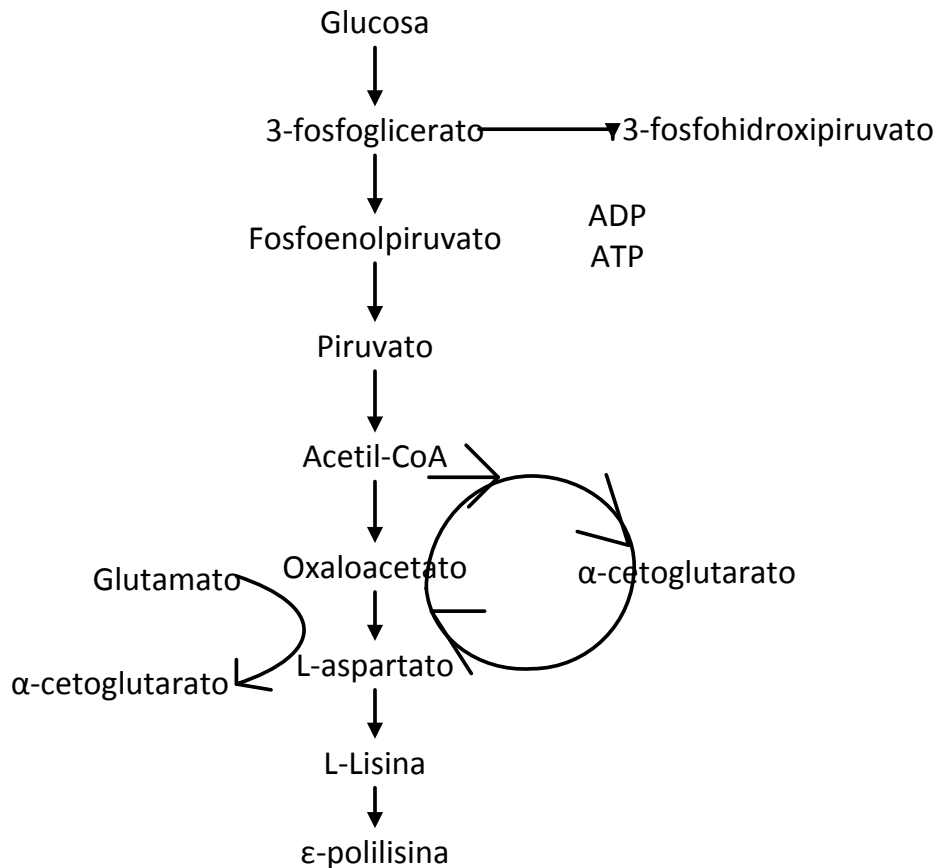 Glucosa
3-fosfoglicerato
3-fosfohidroxipiruvato
ADP
Fosfoenolpiruvato
ATP
Piruvato
Acetil-CoA
Oxaloacetato
α-cetoglutarato
Glutamato
L-aspartato
α-cetoglutarato
L-Lisina
ε-polilisina